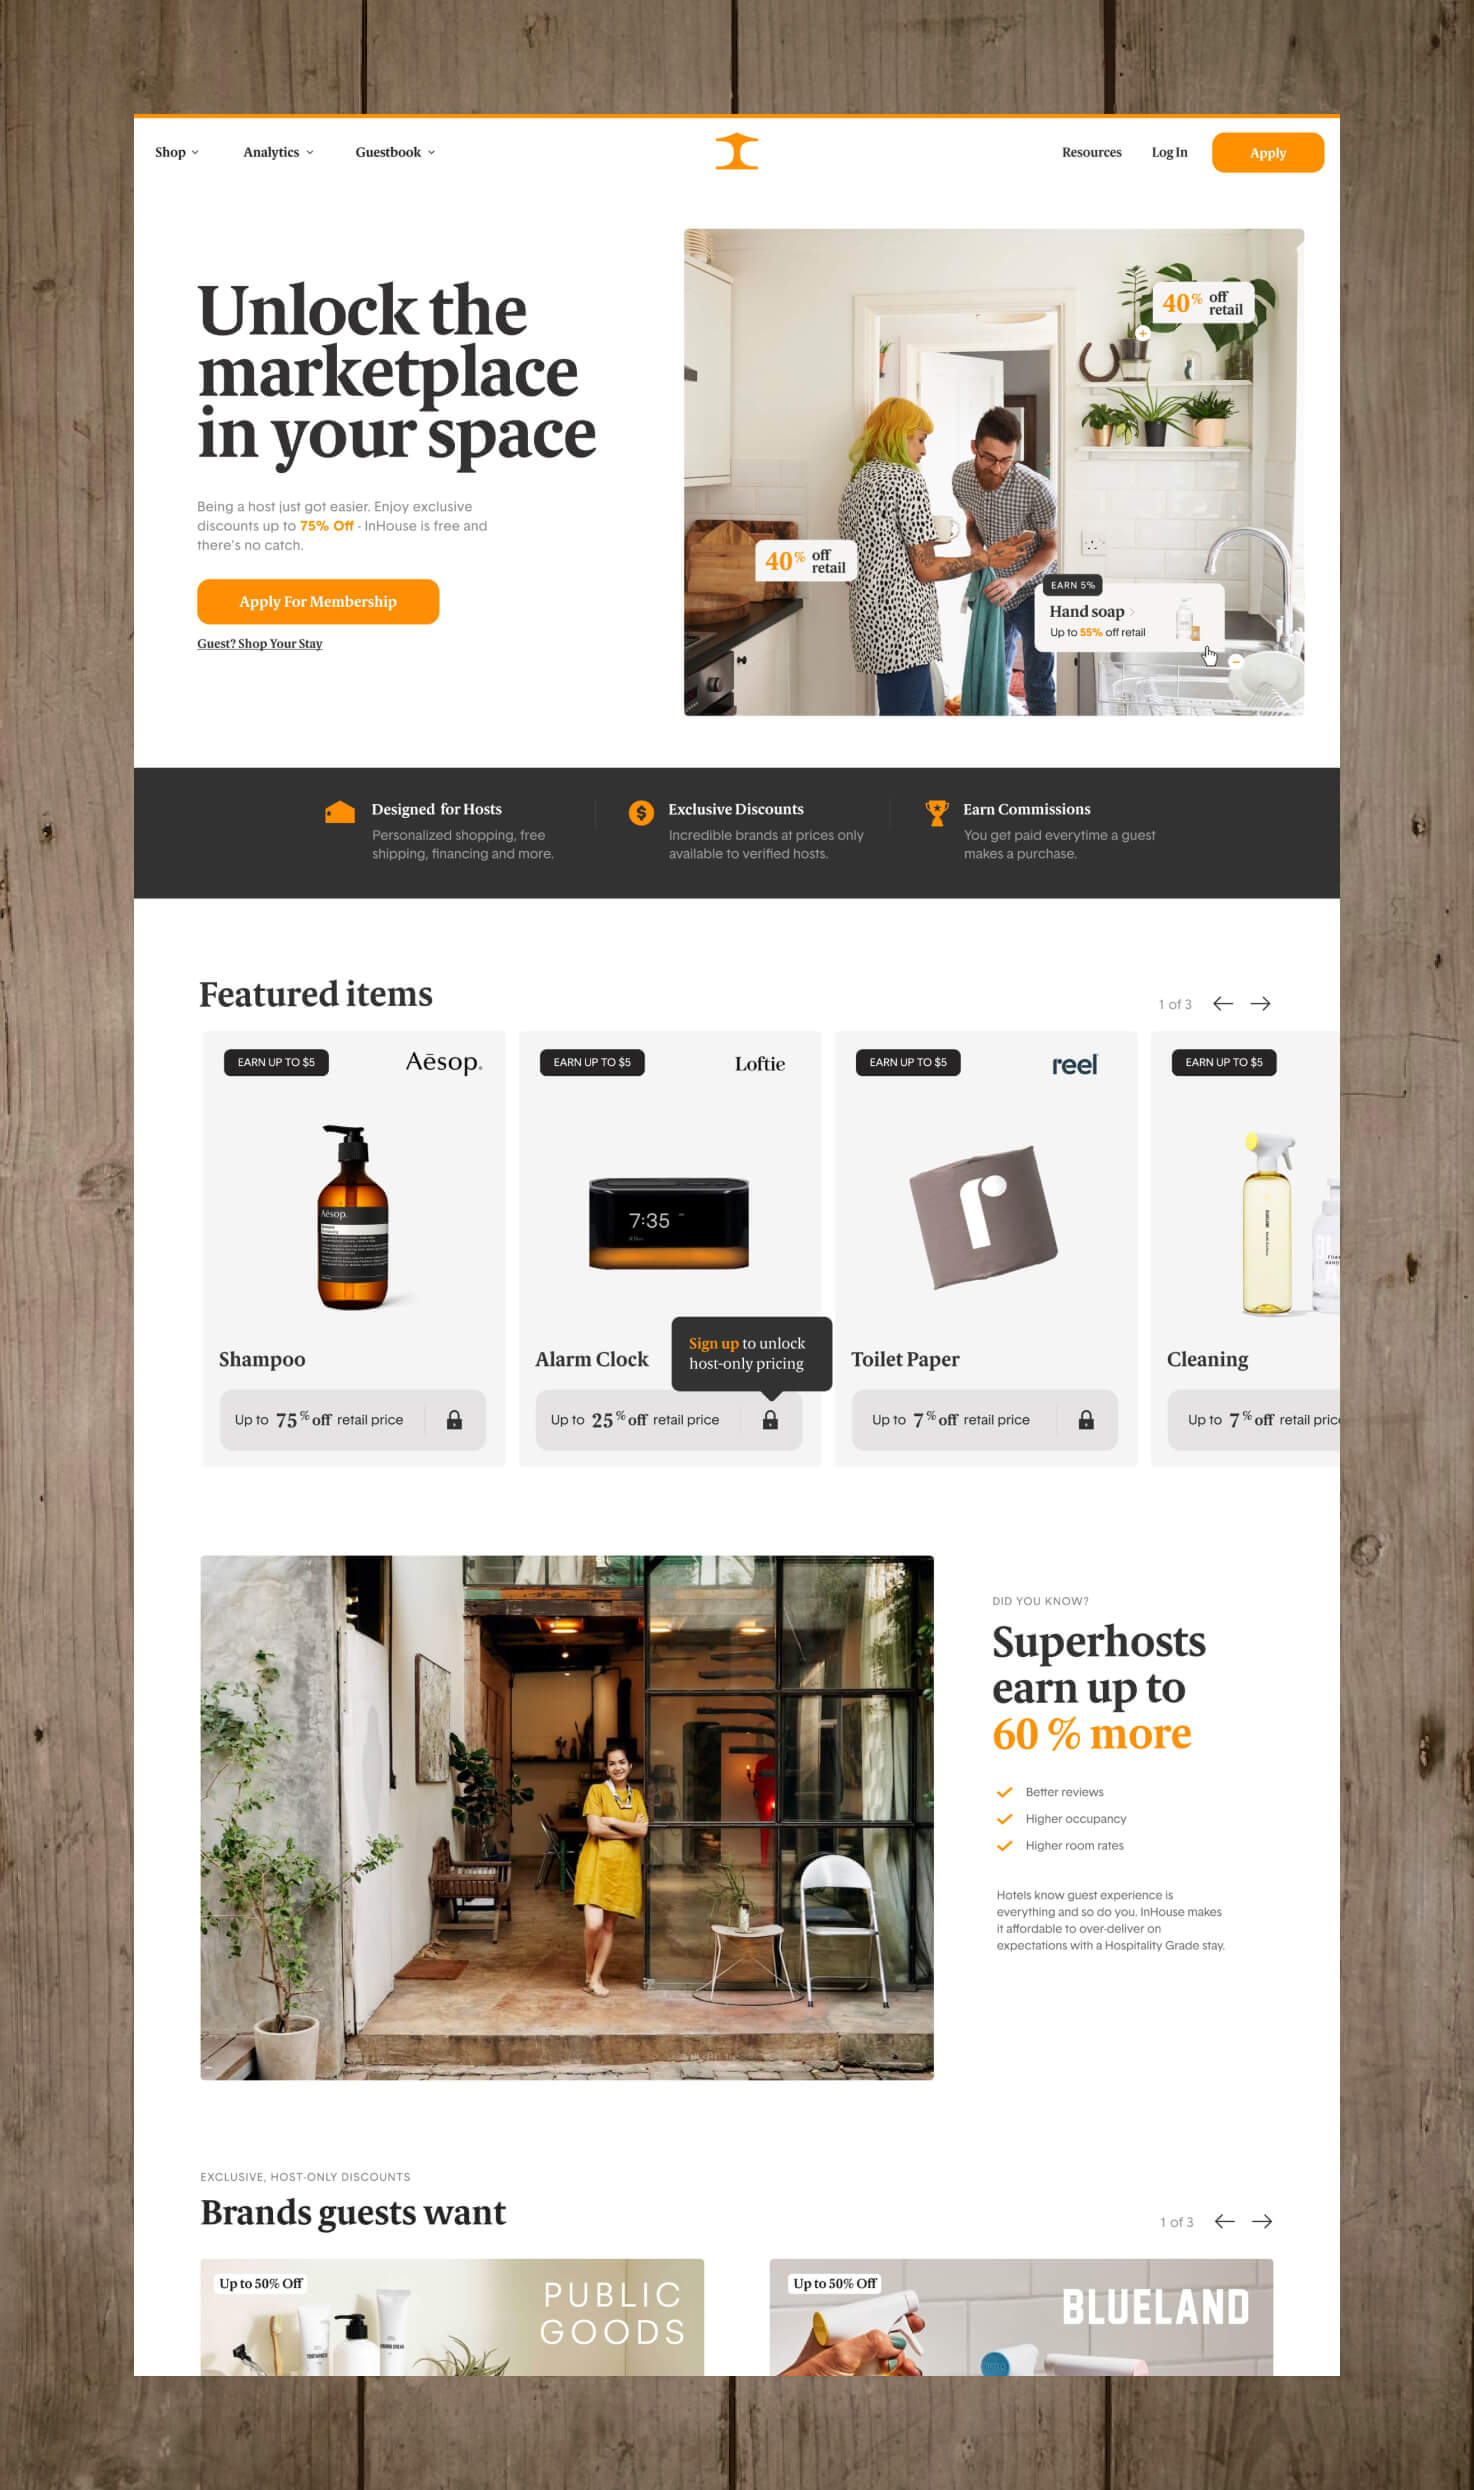 Shop
Analytics
Guestbook
Resources
Log In
Apply
Unlock the
marketplace
in your space
Being a host just got easier. Enjoy exclusive
discounts up to 75% Off - InHouse is free and
there's no catch.
Apply For Membership
Guest? Shop Your Stay
40% off
retail
40% off
retail
EARN 5%
Hand soap
Up to 55% off retail
Designed for Hosts
Personalized shopping, free
shipping, financing and more.
Exclusive Discounts
Incredible brands at prices only
available to verified hosts.
Earn Commissions
You get paid everytime a guest
makes a purchase.
Featured items
1 of 3
EARN UP TO $5
Aēsop.
Aēsop.
Shampoo
Up to 75% off retail price
EARN UP TO $5
Loftie
7:35
Alarm Clock
Sign up to unlock
host-only pricing
Up to 25% off retail price
EARN UP TO $5
reel
r
Toilet Paper
Up to 7% off retail price
EARN UP TO $5
Cleaning
Up to 7% off retail price
DID YOU KNOW?
Superhosts
earn up to
60 % more
Better reviews
Higher occupancy
Higher room rates
Hotels know guest experience is
everything and so do you. InHouse makes
it affordable to over-deliver on
expectations with a Hospitality Grade stay.
EXCLUSIVE, HOST-ONLY DISCOUNTS
Brands guests want
1 of 3
Up to 50% Off
PUBLIC
GOODS
Up to 50% Off
BLUELAND